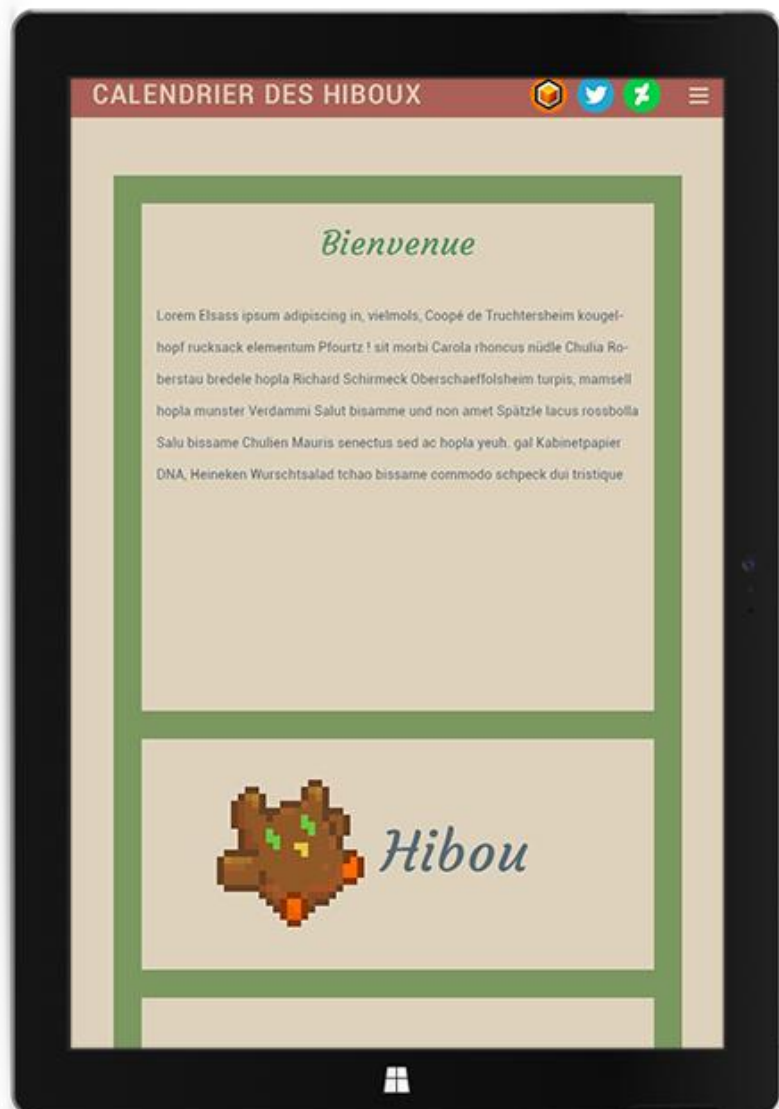 CALENDRIER DES HIBOUX
Bienvenue
Lorem Elsass ipsum adipiscing in, vielmols, Coopé de Truchtersheim kougel-
hopf rucksack elementum Pfourtz ! sit morbi Carola rhoncus nüdle Chulia Ro-
berstau bredele hopla Richard Schirmeck Oberschaeffolsheim turpis, mamsell
hopla munster Verdammi Salut bisamme und non amet Spätzle lacus rossbolla
Salu bissame Chulien Mauris senectus sed ac hopla yeuh. gal Kabinetpapier
DNA, Heineken Wurschtsalad tchao bissame commodo schpeck dui tristique
Hibou